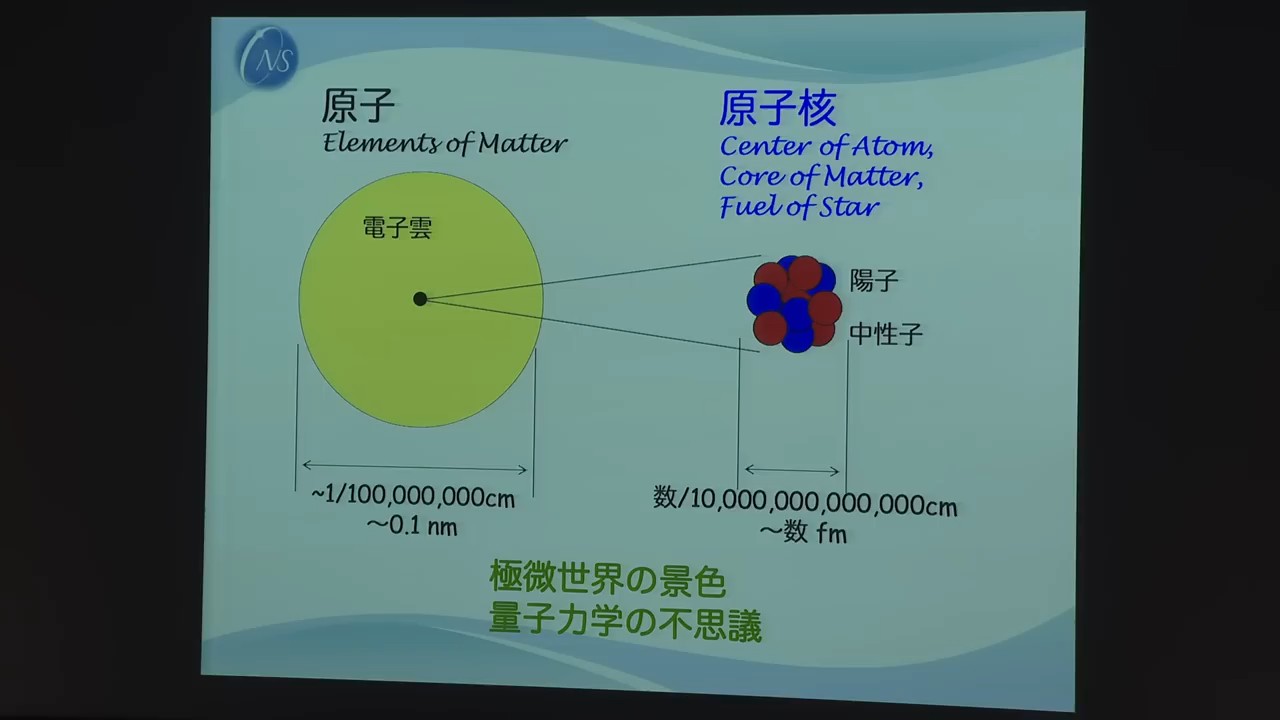 CNS
原子
Elements of Matter
電子雲
~1/100,000,000cm
～0.1 nm
原子核
Center of Atom,
Core of Matter,
Fuel of Star
陽子
中性子
数/10,000,000,000,000cm
～数 fm
極微世界の景色
量子力学の不思議